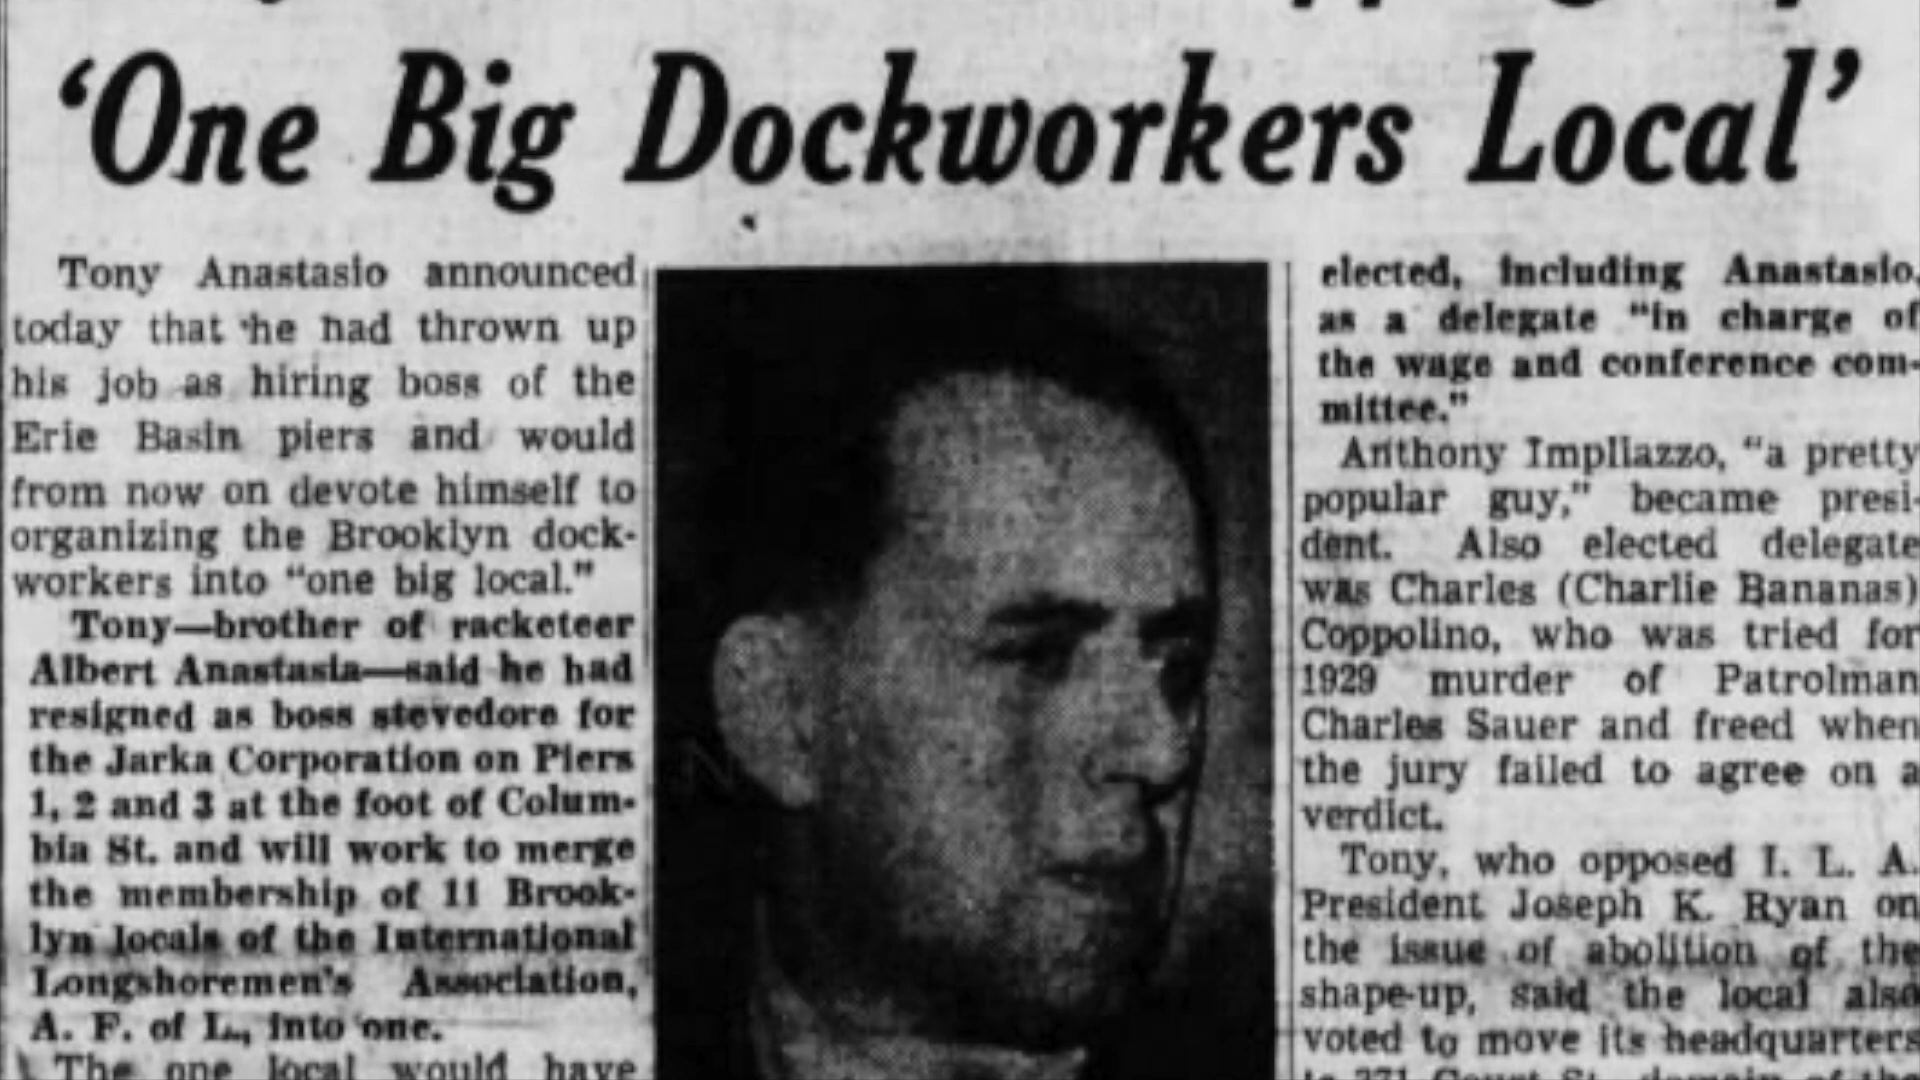 ‘One Big Dockworkers Local’
Tony Anastasio announced
today that he had thrown up
his job as hiring boss of the
Erie Basin piers and would
from now on devote himself to
organizing the Brooklyn dock-
workers into “one big local.”
Tony—brother of racketeer
Albert Anastasia—said he had
resigned as boss stevedore for
the Jarka Corporation on Piers
1, 2 and 3 at the foot of Colum-
bia St. and will work to merge
the membership of 11 Brook-
lyn locals of the International
Longshoremen's Association,
A. F. of L., into one.
The one local would have
elected, including Anastasio,
as a delegate “in charge of
the wage and conference com-
mittee.”
Anthony Impliazzo, “a pretty
popular guy,” became presi-
dent. Also elected delegate
was Charles (Charlie Bananas)
Coppolino, who was tried for
1929 murder of Patrolman
Charles Sauer and freed when
the jury failed to agree on a
verdict.
Tony, who opposed I. L. A.
President Joseph K. Ryan on
the issue of abolition of the
shape-up, said the local also
voted to move its headquarters
to 371 Court St., domain of the